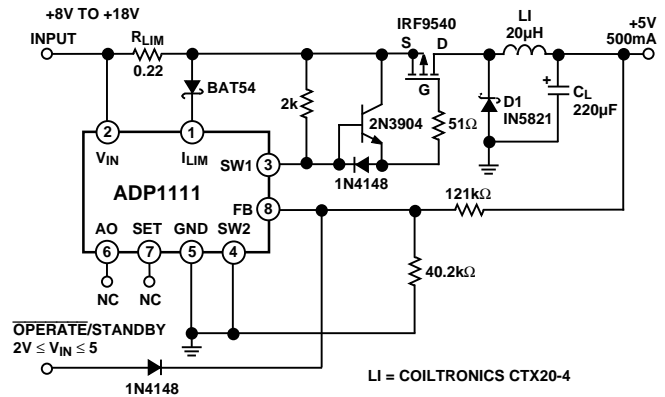 +8V TO +18V
INPUT
RLIM
0.22
BAT54
2k
IRF9540
S D
G
2N3904
51Ω
1N4148
LI
20µH
+5V
500mA
D1
IN5821
+
CL
220µF
2
VIN
1
ILIM
SW1 3
ADP1111
FB 8
AO SET GND SW2
6 7 5 4
NC NC
121kΩ
40.2kΩ
OPERATE/STANDBY
2V ≤ VIN ≤ 5
1N4148
LI = COILTRONICS CTX20-4